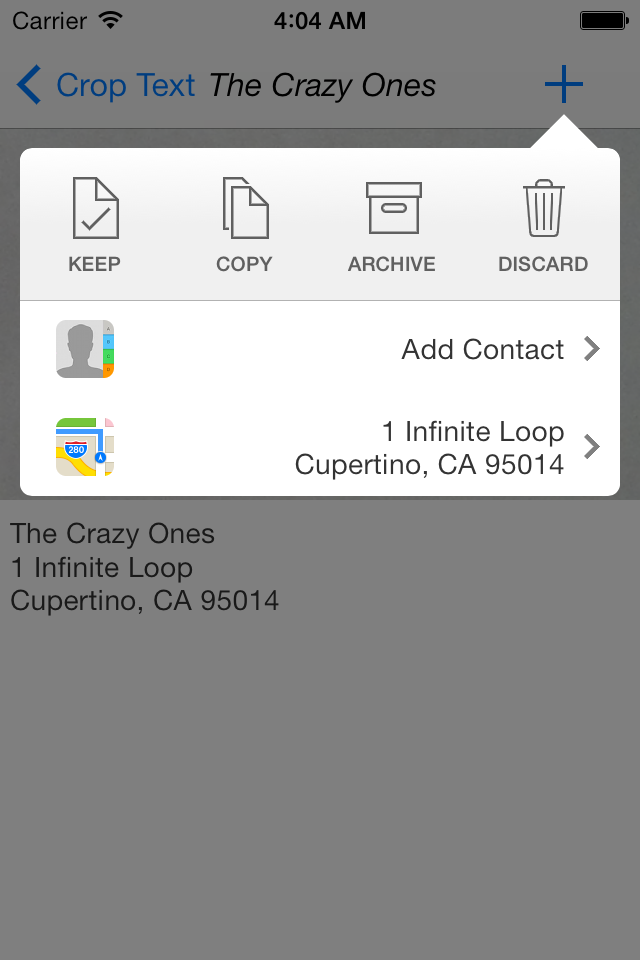 Carrier 4:04 AM
Crop Text The Crazy Ones
KEEP COPY ARCHIVE DISCARD
Add Contact
280
1 Infinite Loop
Cupertino, CA 95014
The Crazy Ones
1 Infinite Loop
Cupertino, CA 95014